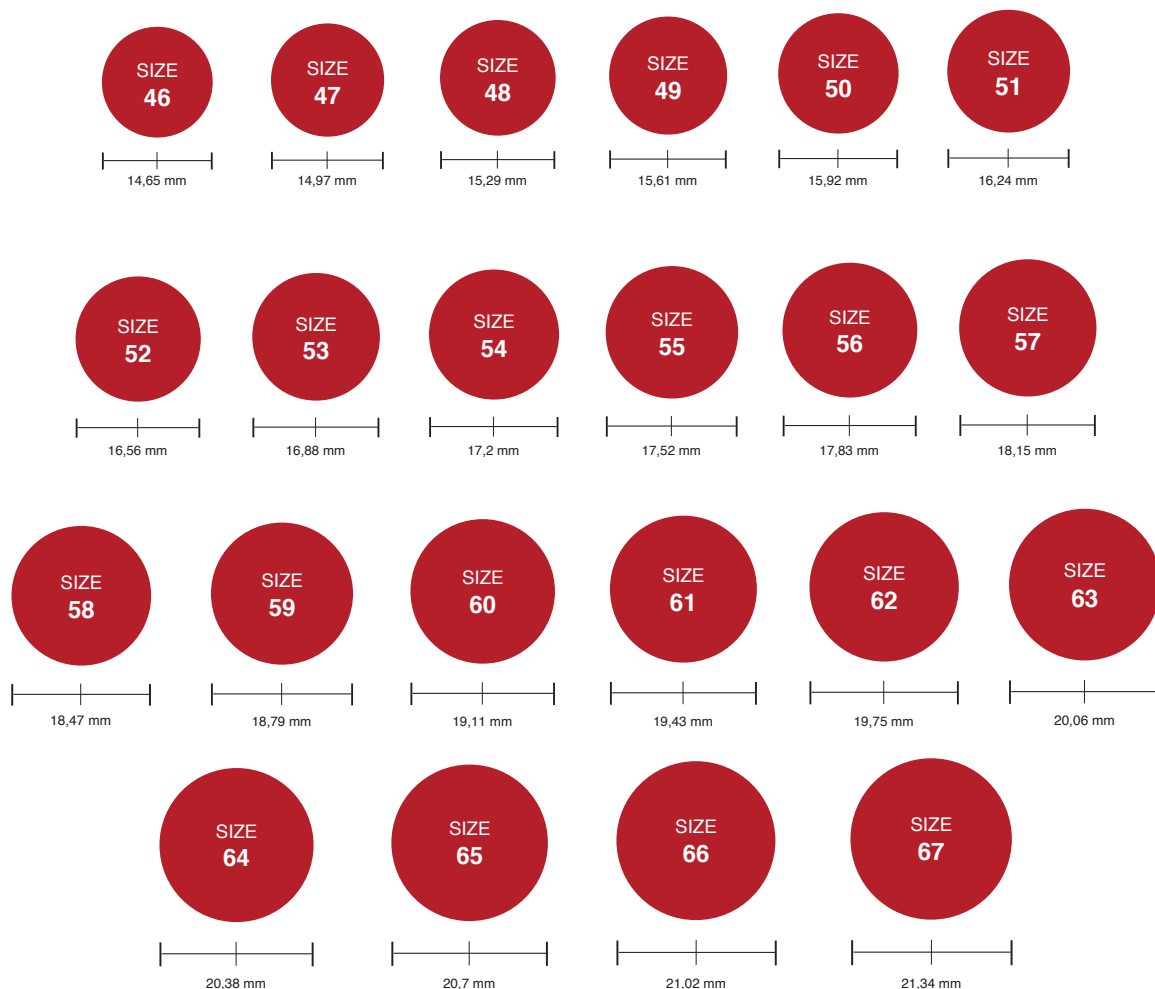 SIZE
46
SIZE
47
SIZE
48
SIZE
49
SIZE
50
SIZE
51
14,65 mm
14,97 mm
15,29 mm
15,61 mm
15,92 mm
16,24 mm
SIZE
52
SIZE
53
SIZE
54
SIZE
55
SIZE
56
SIZE
57
16,56 mm
16,88 mm
17,2 mm
17,52 mm
17,83 mm
18,15 mm
SIZE
58
SIZE
59
SIZE
60
SIZE
61
SIZE
62
SIZE
63
18,47 mm
18,79 mm
19,11 mm
19,43 mm
19,75 mm
20,06 mm
SIZE
64
SIZE
65
SIZE
66
SIZE
67
20,38 mm
20,7 mm
21,02 mm
21,34 mm